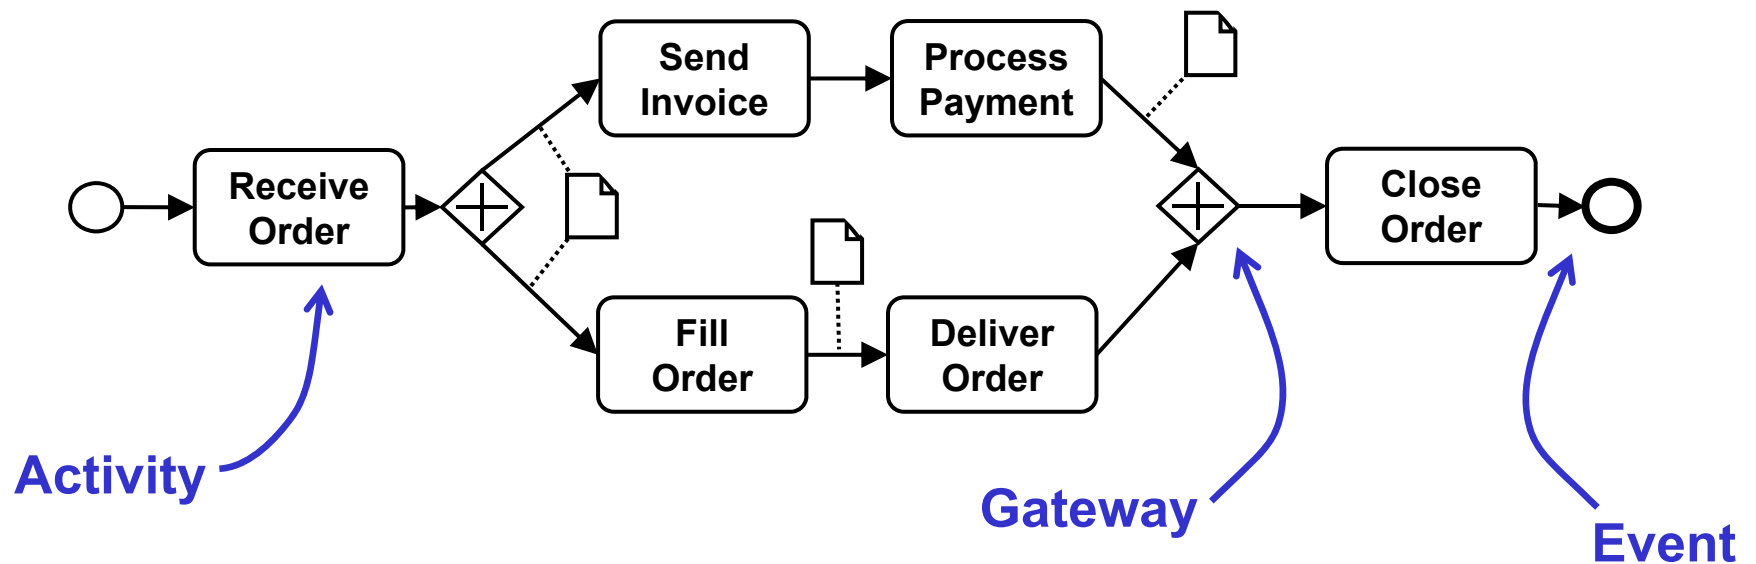 Send
Invoice
Process
Payment
Receive
Order
Close
Order
Fill
Order
Deliver
Order
Activity
Gateway
Event